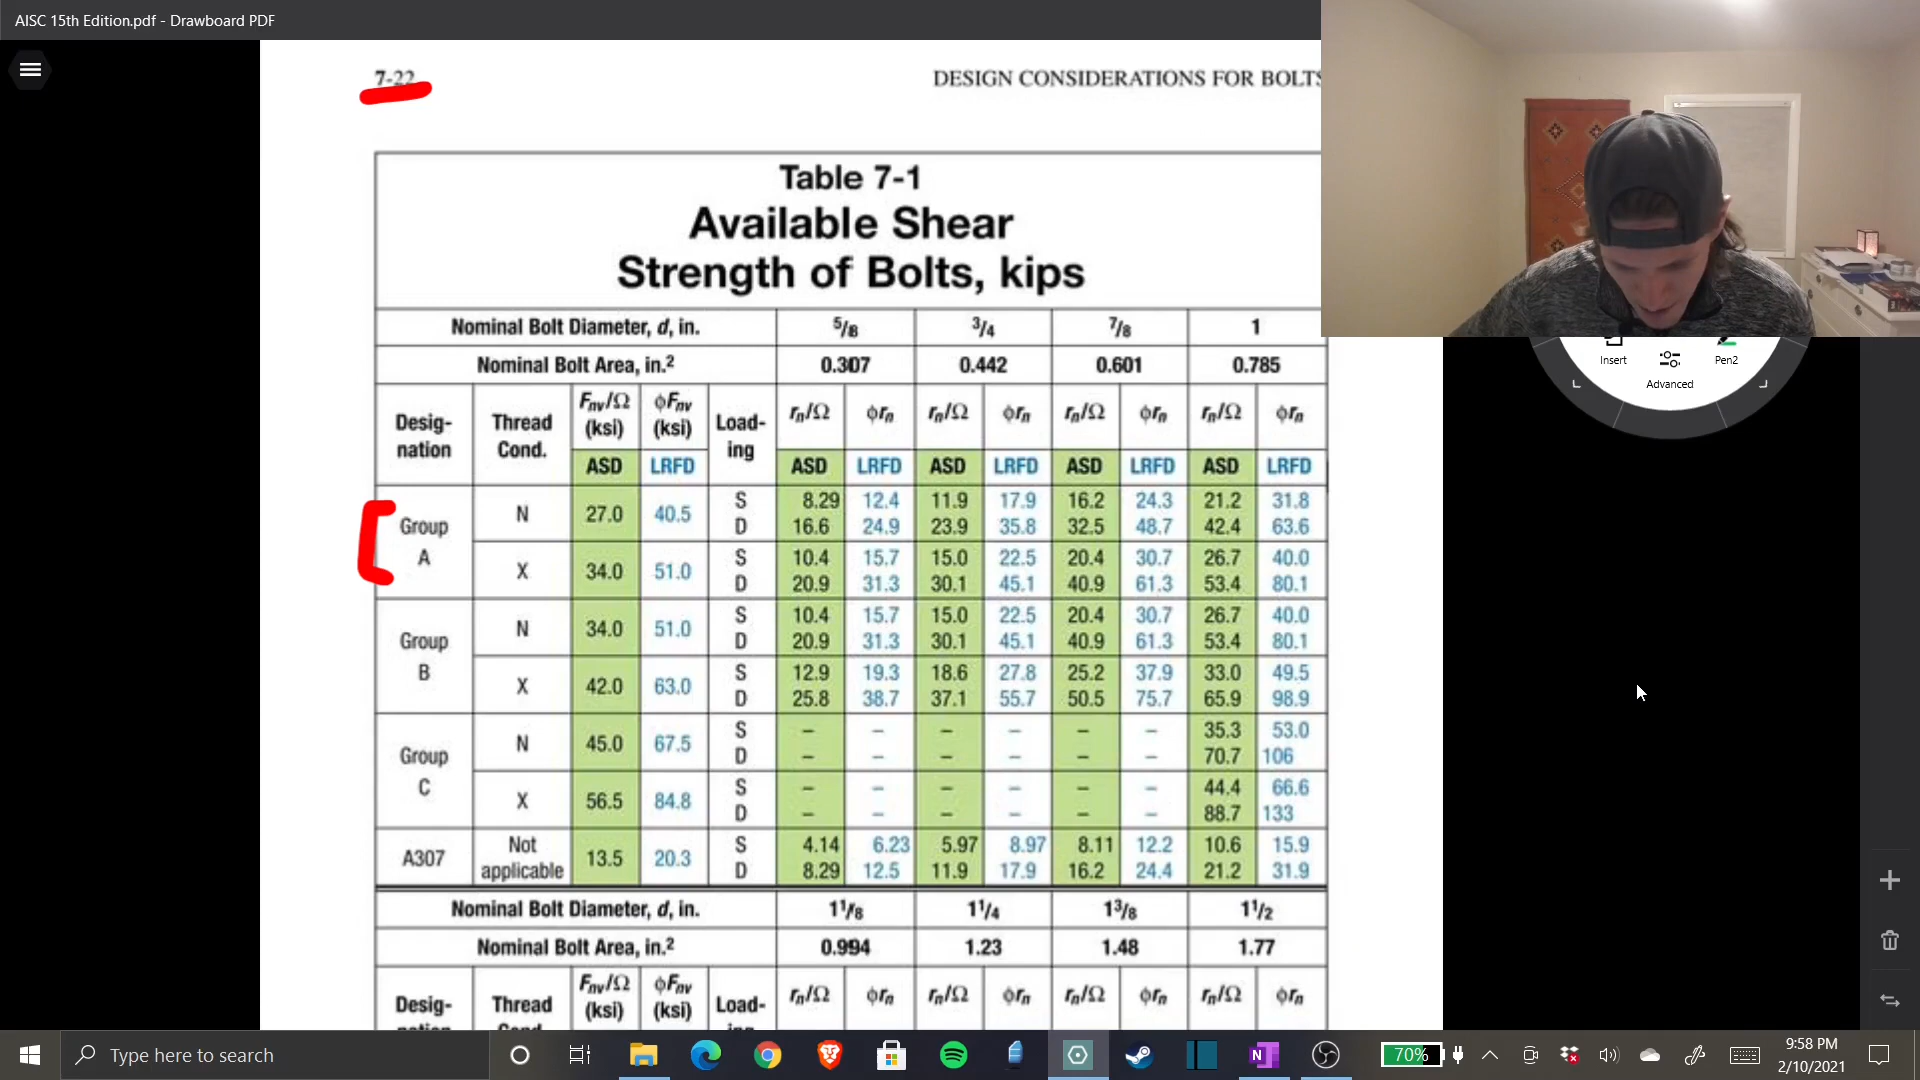 AISC 15th Edition.pdf - Drawboard PDF
7-22 DESIGN CONSIDERATIONS FOR BOLTS
Table 7-1
Available Shear
Strength of Bolts, kips
Nominal Bolt Diameter, d, in. 5/8 3/4 7/8 1
Nominal Bolt Area, in.² 0.307 0.442 0.601 0.785
Desig-nation Thread Cond. Fnv/Ω (ksi) ϕFnv (ksi) Load-ing rn/Ω ϕrn rn/Ω ϕrn rn/Ω ϕrn rn/Ω ϕrn
ASD LRFD ASD LRFD ASD LRFD ASD LRFD ASD LRFD
Group A N 27.0 40.5 S 8.29 12.4 11.9 17.9 16.2 24.3 21.2 31.8
D 16.6 24.9 23.9 35.8 32.5 48.7 42.4 63.6
X 34.0 51.0 S 10.4 15.7 15.0 22.5 20.4 30.7 26.7 40.0
D 20.9 31.3 30.1 45.1 40.9 61.3 53.4 80.1
Group B N 34.0 51.0 S 10.4 15.7 15.0 22.5 20.4 30.7 26.7 40.0
D 20.9 31.3 30.1 45.1 40.9 61.3 53.4 80.1
X 42.0 63.0 S 12.9 19.3 18.6 27.8 25.2 37.9 33.0 49.5
D 25.8 38.7 37.1 55.7 50.5 75.7 65.9 98.9
Group C N 45.0 67.5 S – – – – – – 35.3 53.0
D – – – – – – 70.7 106
X 56.5 84.8 S – – – – – – 44.4 66.6
D – – – – – – 88.7 133
A307 Not applicable 13.5 20.3 S 4.14 6.23 5.97 8.97 8.11 12.2 10.6 15.9
D 8.29 12.5 11.9 17.9 16.2 24.4 21.2 31.9
Nominal Bolt Diameter, d, in. 1 1/8 1 1/4 1 3/8 1 1/2
Nominal Bolt Area, in.² 0.994 1.23 1.48 1.77
Desig- Thread Fnv/Ω (ksi) ϕFnv (ksi) Load- rn/Ω ϕrn rn/Ω ϕrn rn/Ω ϕrn rn/Ω ϕrn
Insert
Advanced
Pen2
Type here to search
70%
9:58 PM
2/10/2021